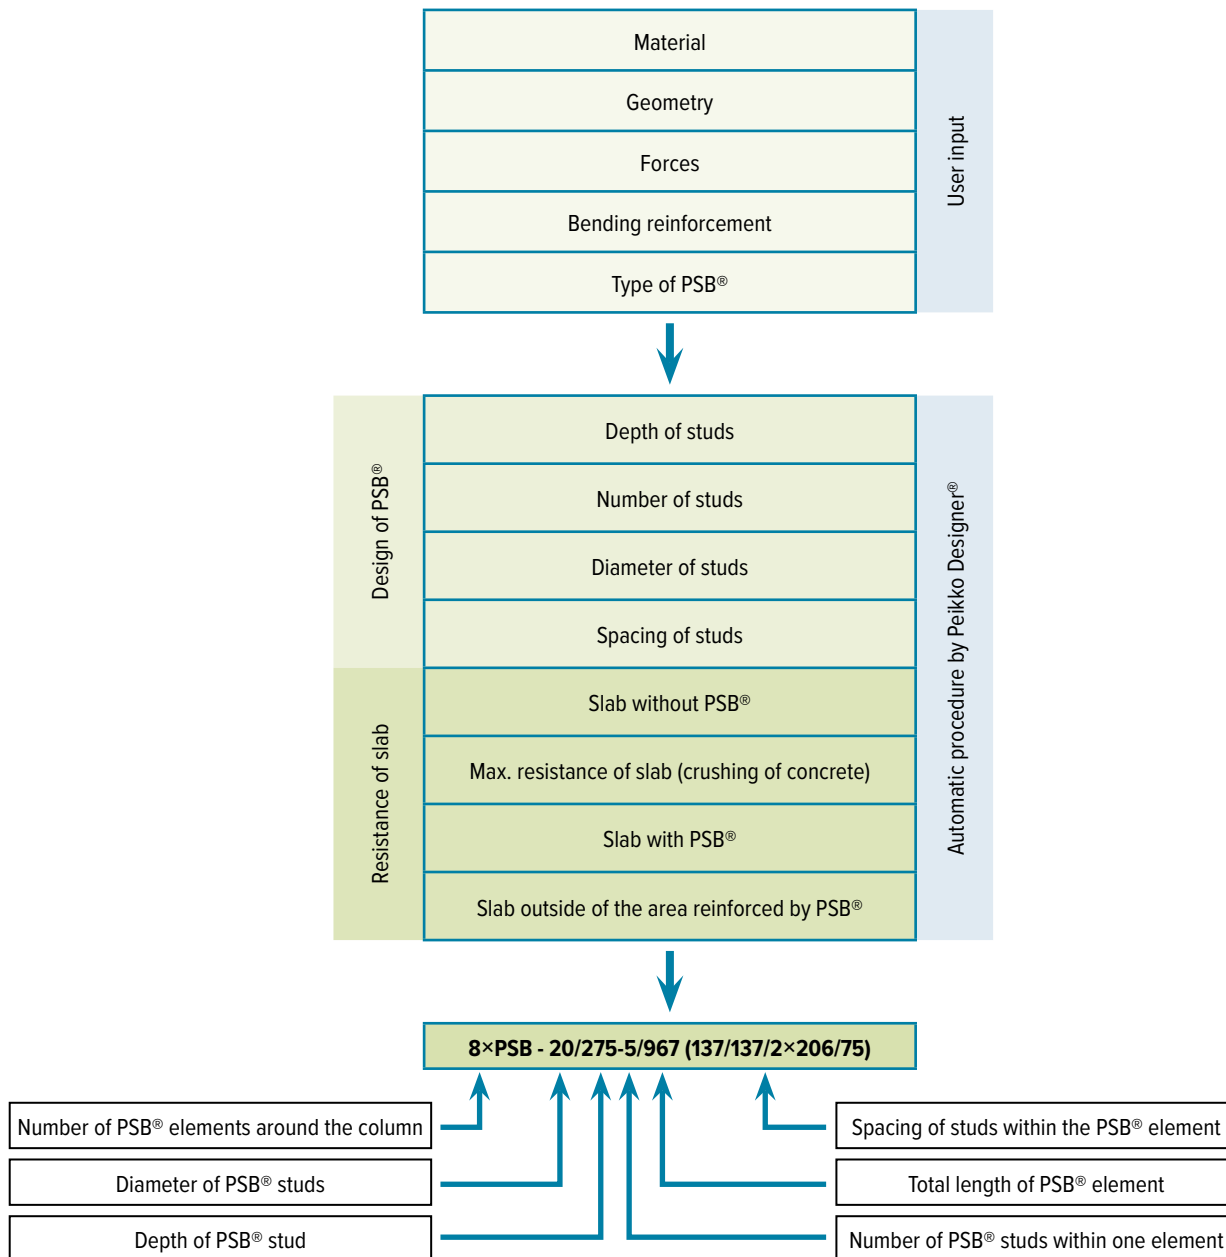 Material
Geometry
Forces
Bending reinforcement
Type of PSB®
User input
Design of PSB®
Depth of studs
Number of studs
Diameter of studs
Spacing of studs
Resistance of slab
Slab without PSB®
Max. resistance of slab (crushing of concrete)
Slab with PSB®
Slab outside of the area reinforced by PSB®
Automatic procedure by Peikko Designer®
8×PSB - 20/275-5/967 (137/137/2×206/75)
Number of PSB® elements around the column
Diameter of PSB® studs
Depth of PSB® stud
Spacing of studs within the PSB® element
Total length of PSB® element
Number of PSB® studs within one element